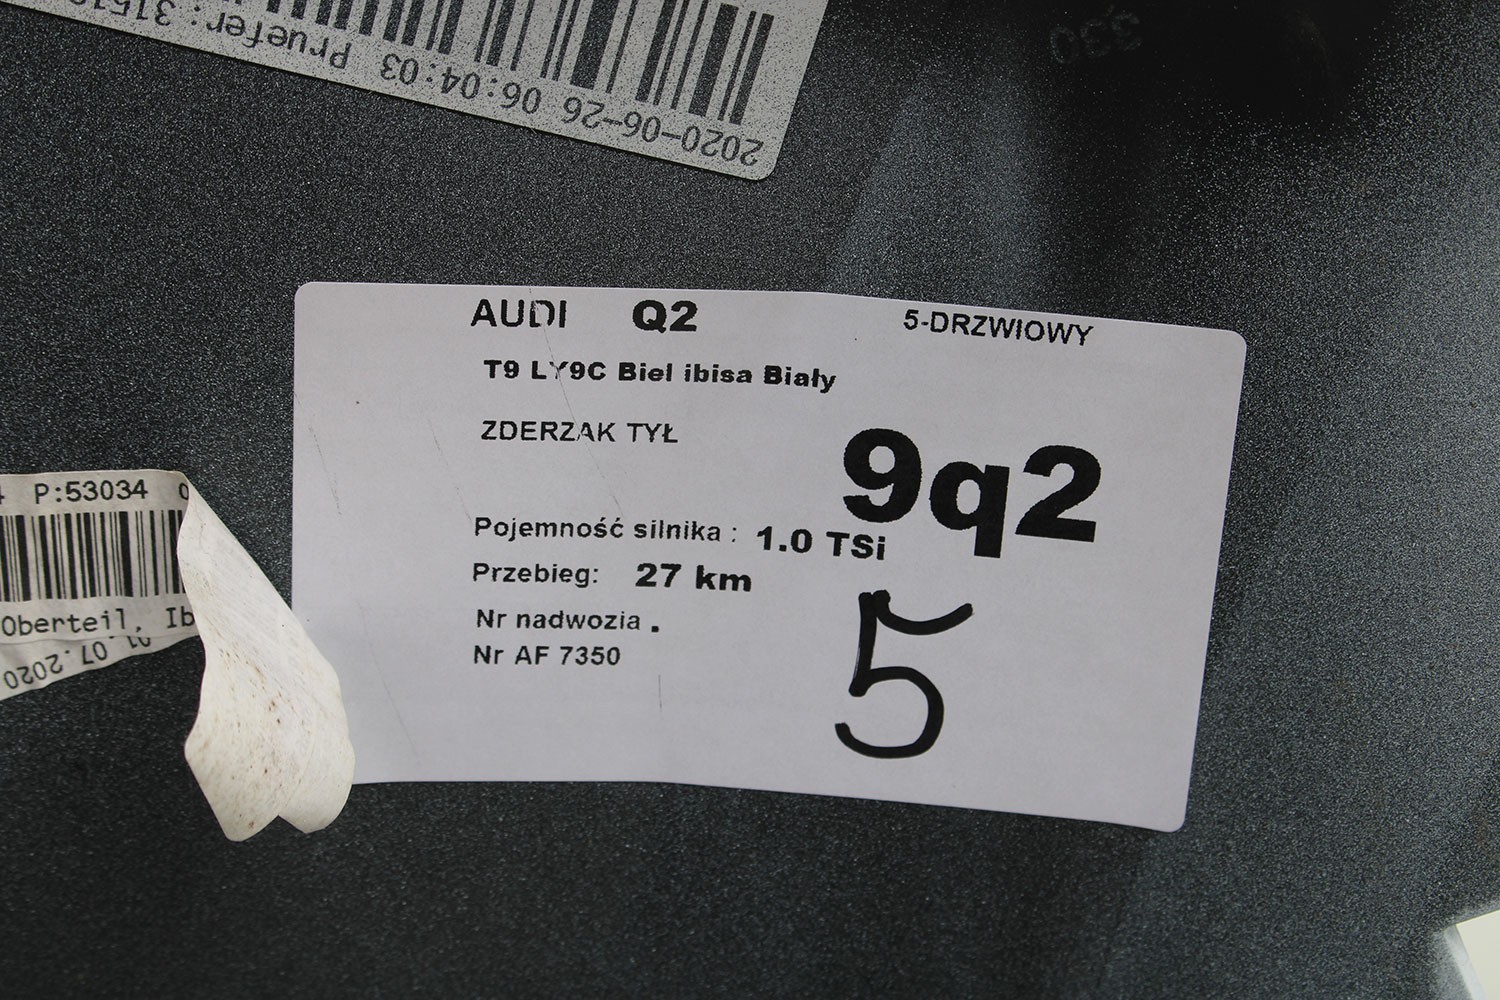 2020-06-26 06:04:03 Pruefer:
330
AUDI Q2 5-DRZWIOWY
T9 LY9C Biel ibisa Biały
ZDERZAK TYŁ
9q2
Pojemność silnika : 1.0 TSi
Przebieg: 27 km
Nr nadwozia .
Nr AF 7350
5
P:53034
Oberteil, Ib
01.07.2020